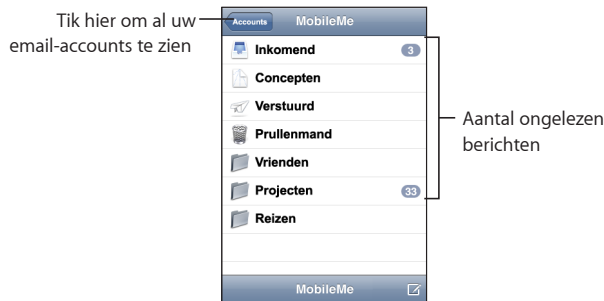 Tik hier om al uw
email-accounts te zien
Accounts
MobileMe
Inkomend
3
Concepten
Verstuurd
Prullenmand
Vrienden
Projecten
33
Reizen
MobileMe
Aantal ongelezen
berichten